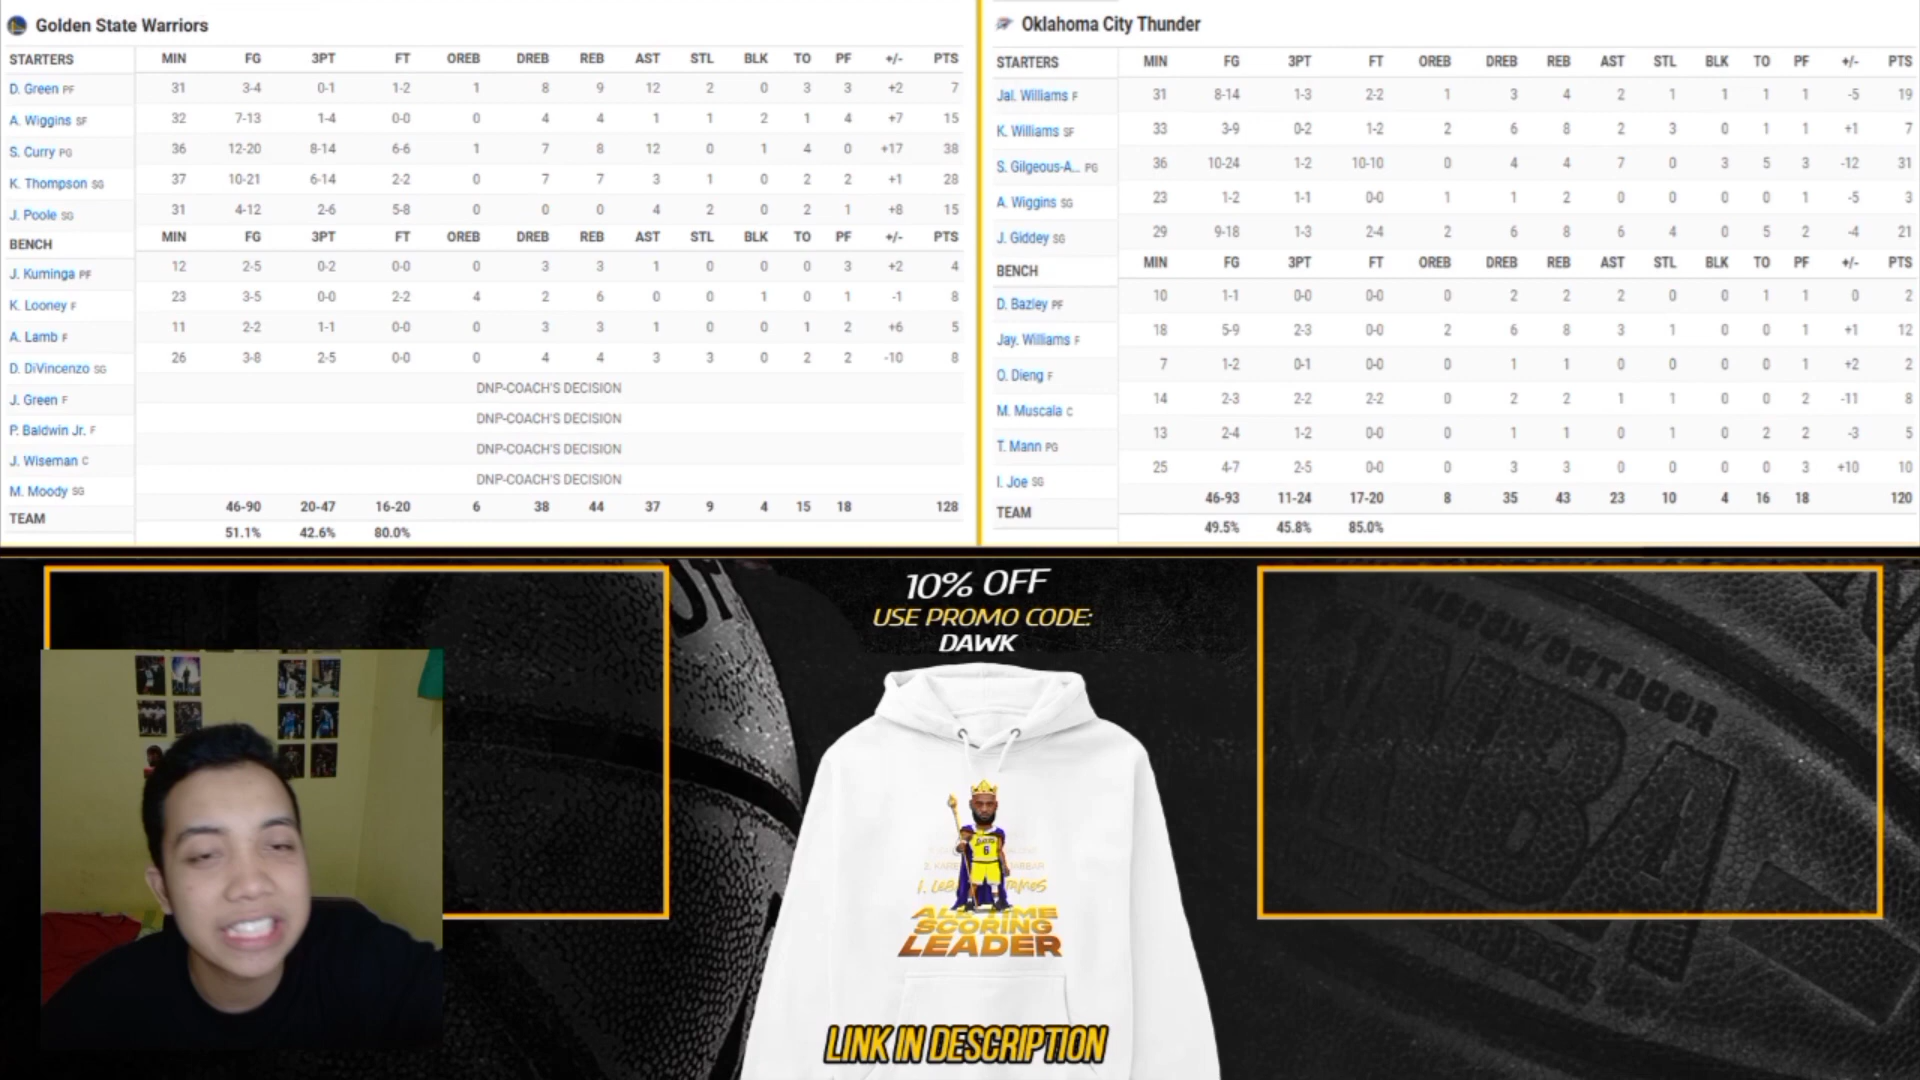 Golden State Warriors
STARTERS MIN FG 3PT FT OREB DREB REB AST STL BLK TO PF +/- PTS
D. Green PF 31 3-4 0-1 1-2 1 8 9 12 2 0 3 3 +2 7
A. Wiggins SF 32 7-13 1-4 0-0 0 4 4 1 1 2 1 4 +7 15
S. Curry PG 36 12-20 8-14 6-6 1 7 8 12 0 1 4 0 +17 38
K. Thompson SG 37 10-21 6-14 2-2 0 7 7 3 1 0 2 2 +1 28
J. Poole SG 31 4-12 2-6 5-8 0 0 0 4 2 0 2 1 +8 15
BENCH MIN FG 3PT FT OREB DREB REB AST STL BLK TO PF +/- PTS
J. Kuminga PF 12 2-5 0-2 0-0 0 3 3 1 0 0 0 3 +2 4
K. Looney F 23 3-5 0-0 2-2 4 2 6 0 0 1 0 1 -1 8
A. Lamb F 11 2-2 1-1 0-0 0 3 3 1 0 0 1 2 +6 5
D. DiVincenzo SG 26 3-8 2-5 0-0 0 4 4 3 3 0 2 2 -10 8
J. Green F DNP-COACH'S DECISION
P. Baldwin Jr. F DNP-COACH'S DECISION
J. Wiseman C DNP-COACH'S DECISION
M. Moody SG DNP-COACH'S DECISION
TEAM 46-90 20-47 16-20 6 38 44 37 9 4 15 18 128
51.1% 42.6% 80.0%
Oklahoma City Thunder
STARTERS MIN FG 3PT FT OREB DREB REB AST STL BLK TO PF +/- PTS
Jal. Williams F 31 8-14 1-3 2-2 1 3 4 2 1 1 1 1 -5 19
K. Williams SF 33 3-9 0-2 1-2 2 6 8 2 3 0 1 1 +1 7
S. Gilgeous-A... PG 36 10-24 1-2 10-10 0 4 4 7 0 3 5 3 -12 31
A. Wiggins SG 23 1-2 1-1 0-0 1 1 2 0 0 0 0 1 -5 3
J. Giddey SG 29 9-18 1-3 2-4 2 6 8 6 4 0 5 2 -4 21
BENCH MIN FG 3PT FT OREB DREB REB AST STL BLK TO PF +/- PTS
D. Bazley PF 10 1-1 0-0 0-0 0 2 2 2 0 0 1 1 0 2
Jay. Williams F 18 5-9 2-3 0-0 2 6 8 3 1 0 0 1 +1 12
O. Dieng F 7 1-2 0-1 0-0 0 1 1 0 0 0 0 1 +2 2
M. Muscala C 14 2-3 2-2 2-2 0 2 2 1 1 0 0 2 -11 8
T. Mann PG 13 2-4 1-2 0-0 0 1 1 0 1 0 2 2 -3 5
I. Joe SG 25 4-7 2-5 0-0 0 3 3 0 0 0 0 3 +10 10
TEAM 46-93 11-24 17-20 8 35 43 23 10 4 16 18 120
49.5% 45.8% 85.0%
10% OFF
USE PROMO CODE:
DAWK
INDOOR/OUTDOOR
NBA
LAKERS
6
ALL-TIME
SCORING
LEADER
LINK IN DESCRIPTION